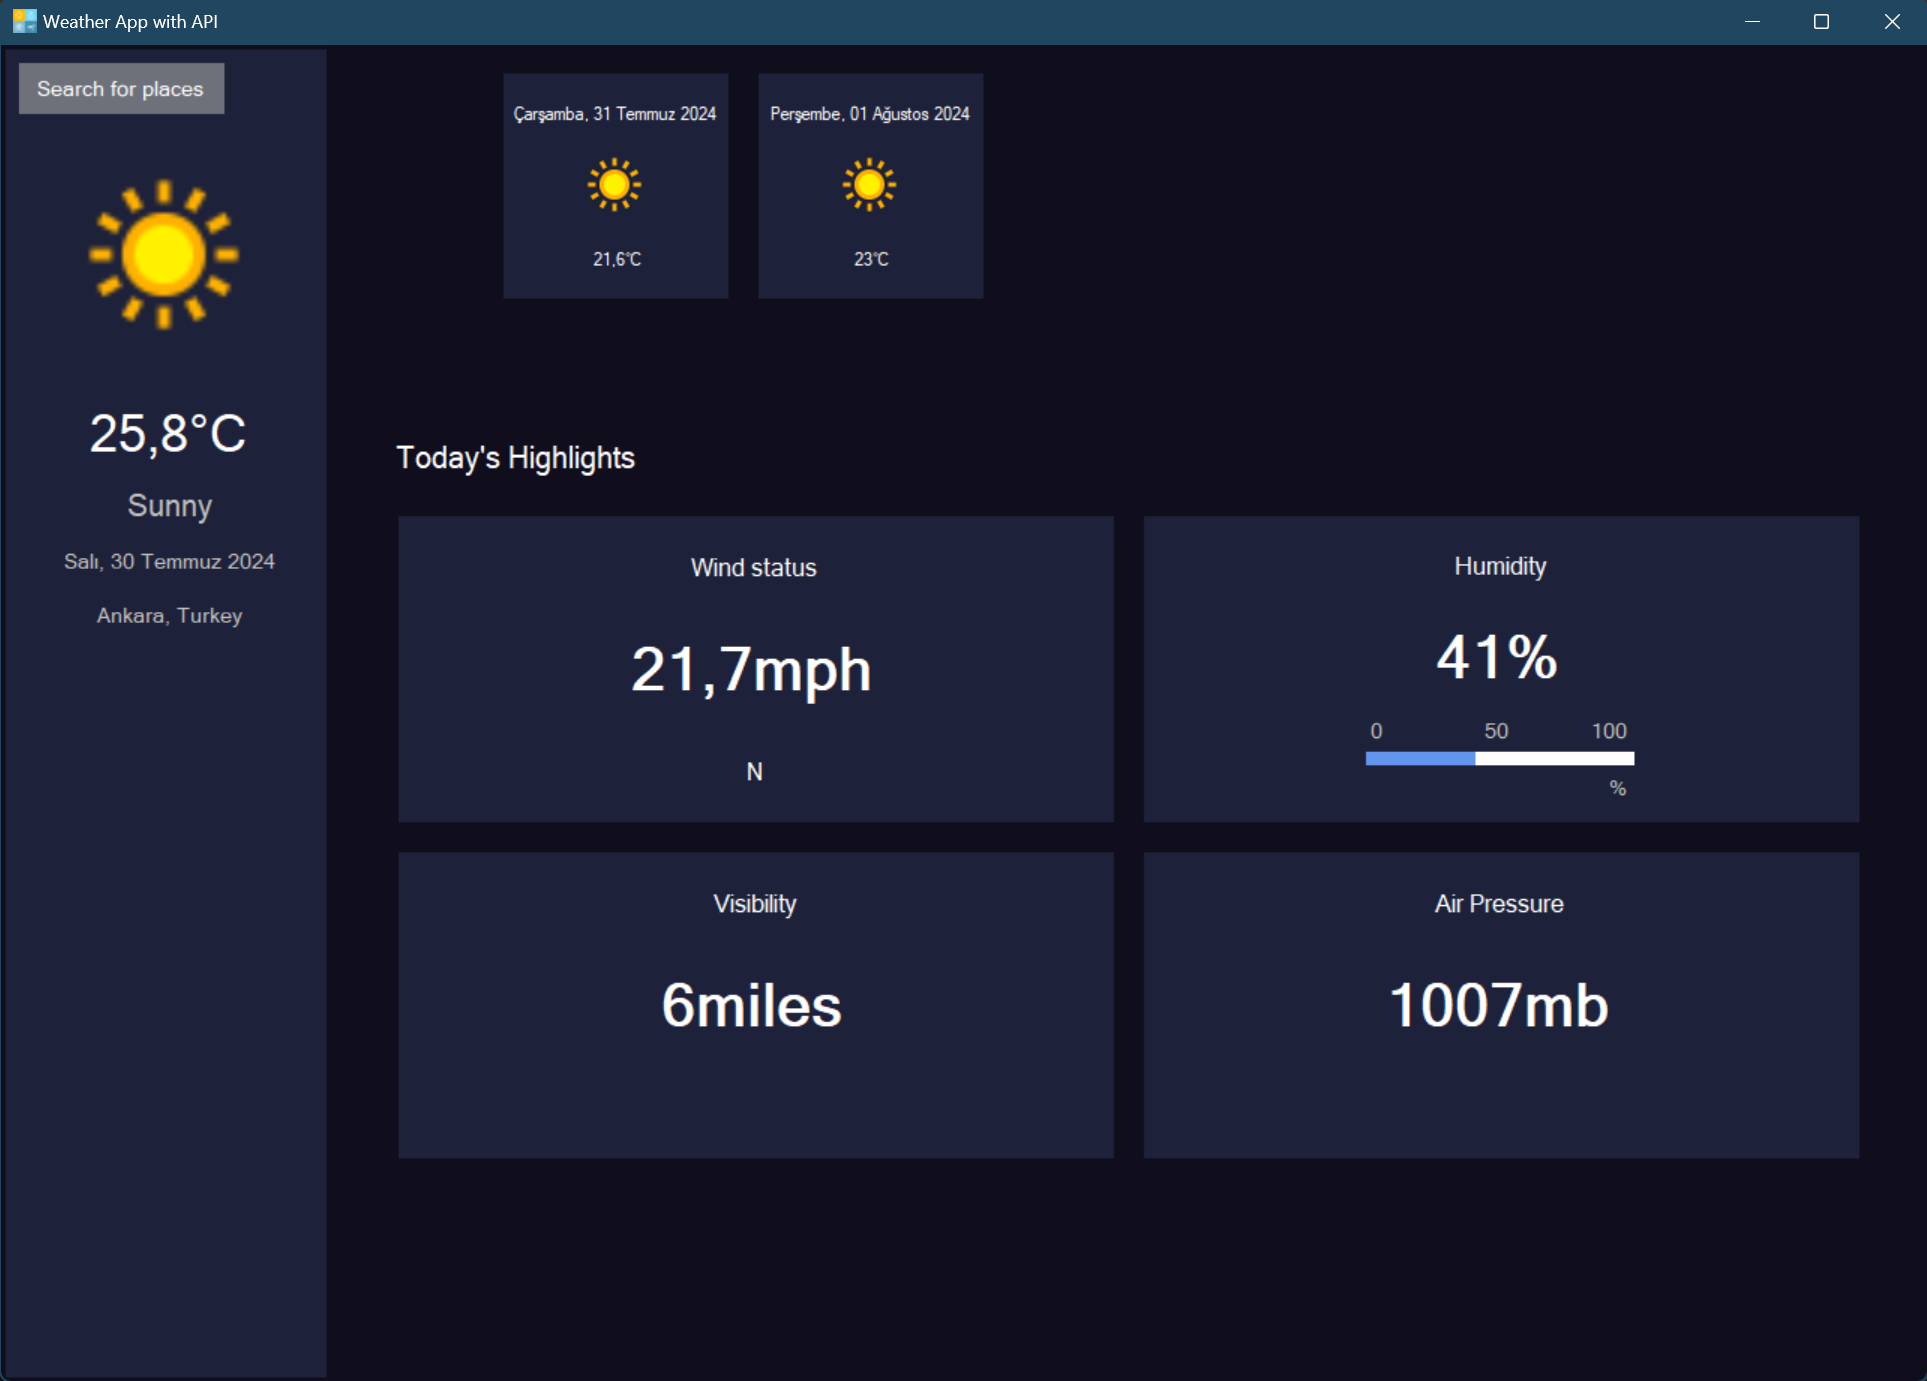 Weather App with API
Search for places
25,8°C
Sunny
Salı, 30 Temmuz 2024
Ankara, Turkey
Çarşamba, 31 Temmuz 2024
21,6°C
Perşembe, 01 Ağustos 2024
23°C
Today's Highlights
Wind status
21,7mph
N
Humidity
41%
0 50 100
%
Visibility
6miles
Air Pressure
1007mb